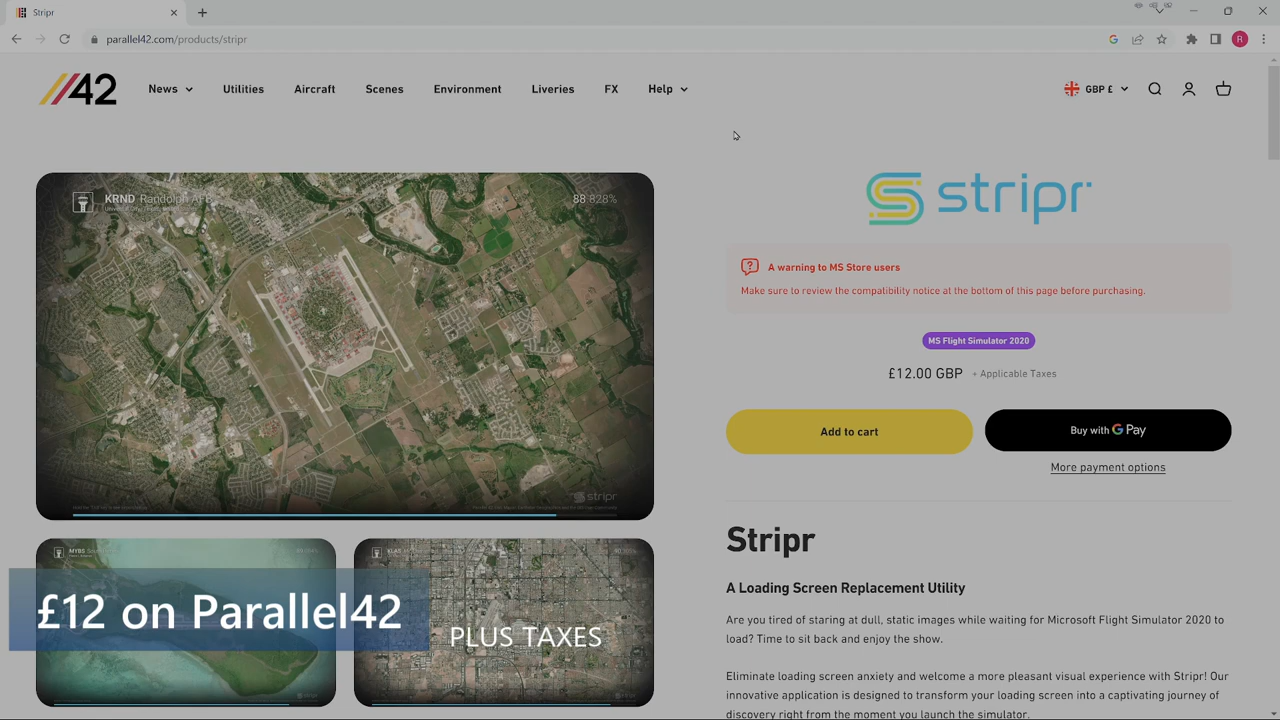 Stripr
parallel42.com/products/stripr
R
//42
News
Utilities
Aircraft
Scenes
Environment
Liveries
FX
Help
GBP £
KRND Randolph AFB
88.828%
stripr
stripr
A warning to MS Store users
Make sure to review the compatibility notice at the bottom of this page before purchasing.
MS Flight Simulator 2020
£12.00 GBP + Applicable Taxes
Add to cart
Buy with G Pay
More payment options
MYBS
KLAS
£12 on Parallel42
PLUS TAXES
stripr
stripr
Stripr
A Loading Screen Replacement Utility
Are you tired of staring at dull, static images while waiting for Microsoft Flight Simulator 2020 to
load? Time to sit back and enjoy the show.
Eliminate loading screen anxiety and welcome a more pleasant visual experience with Stripr! Our
innovative application is designed to transform your loading screen into a captivating journey of
discovery right from the moment you launch the simulator.